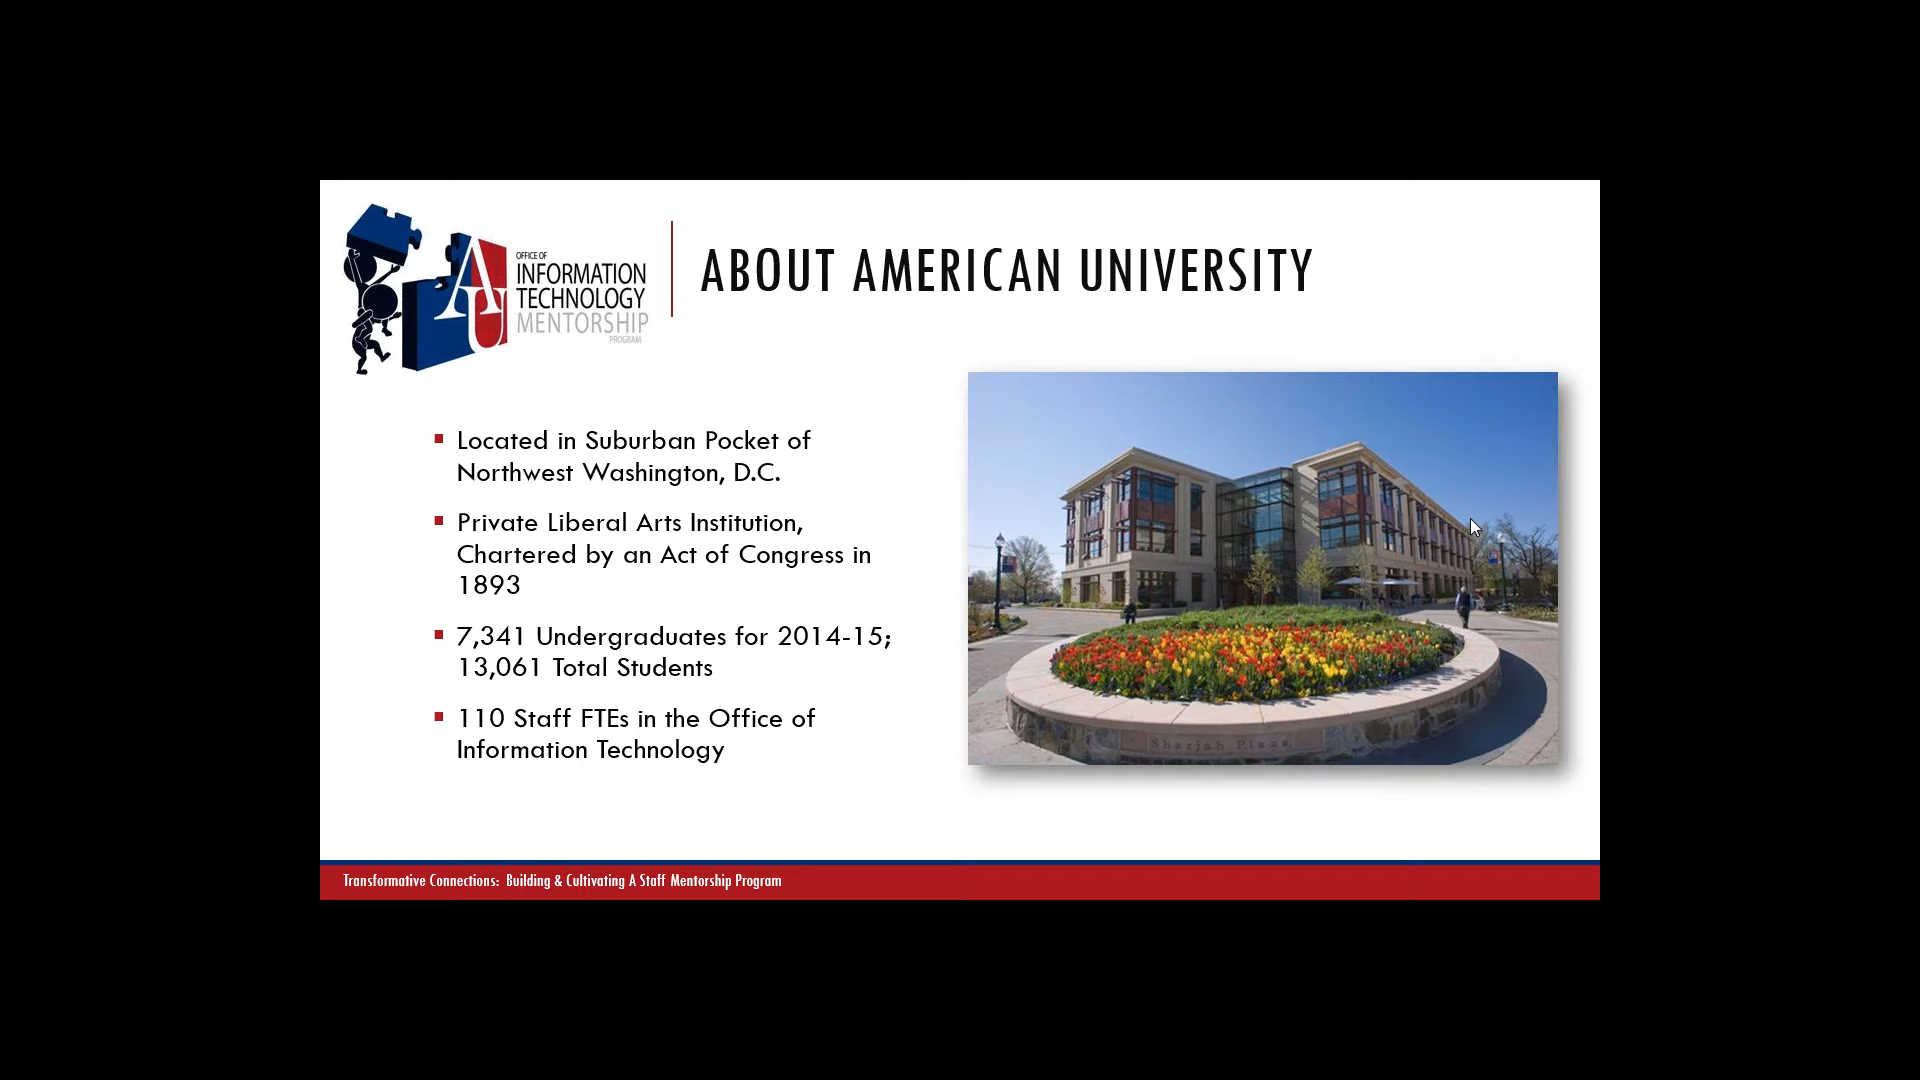 AU
OFFICE OF
INFORMATION
TECHNOLOGY
MENTORSHIP
PROGRAM
ABOUT AMERICAN UNIVERSITY
Located in Suburban Pocket of
Northwest Washington, D.C.
Private Liberal Arts Institution,
Chartered by an Act of Congress in
1893
7,341 Undergraduates for 2014-15;
13,061 Total Students
110 Staff FTEs in the Office of
Information Technology
Sharjah Plaza
Transformative Connections: Building & Cultivating A Staff Mentorship Program